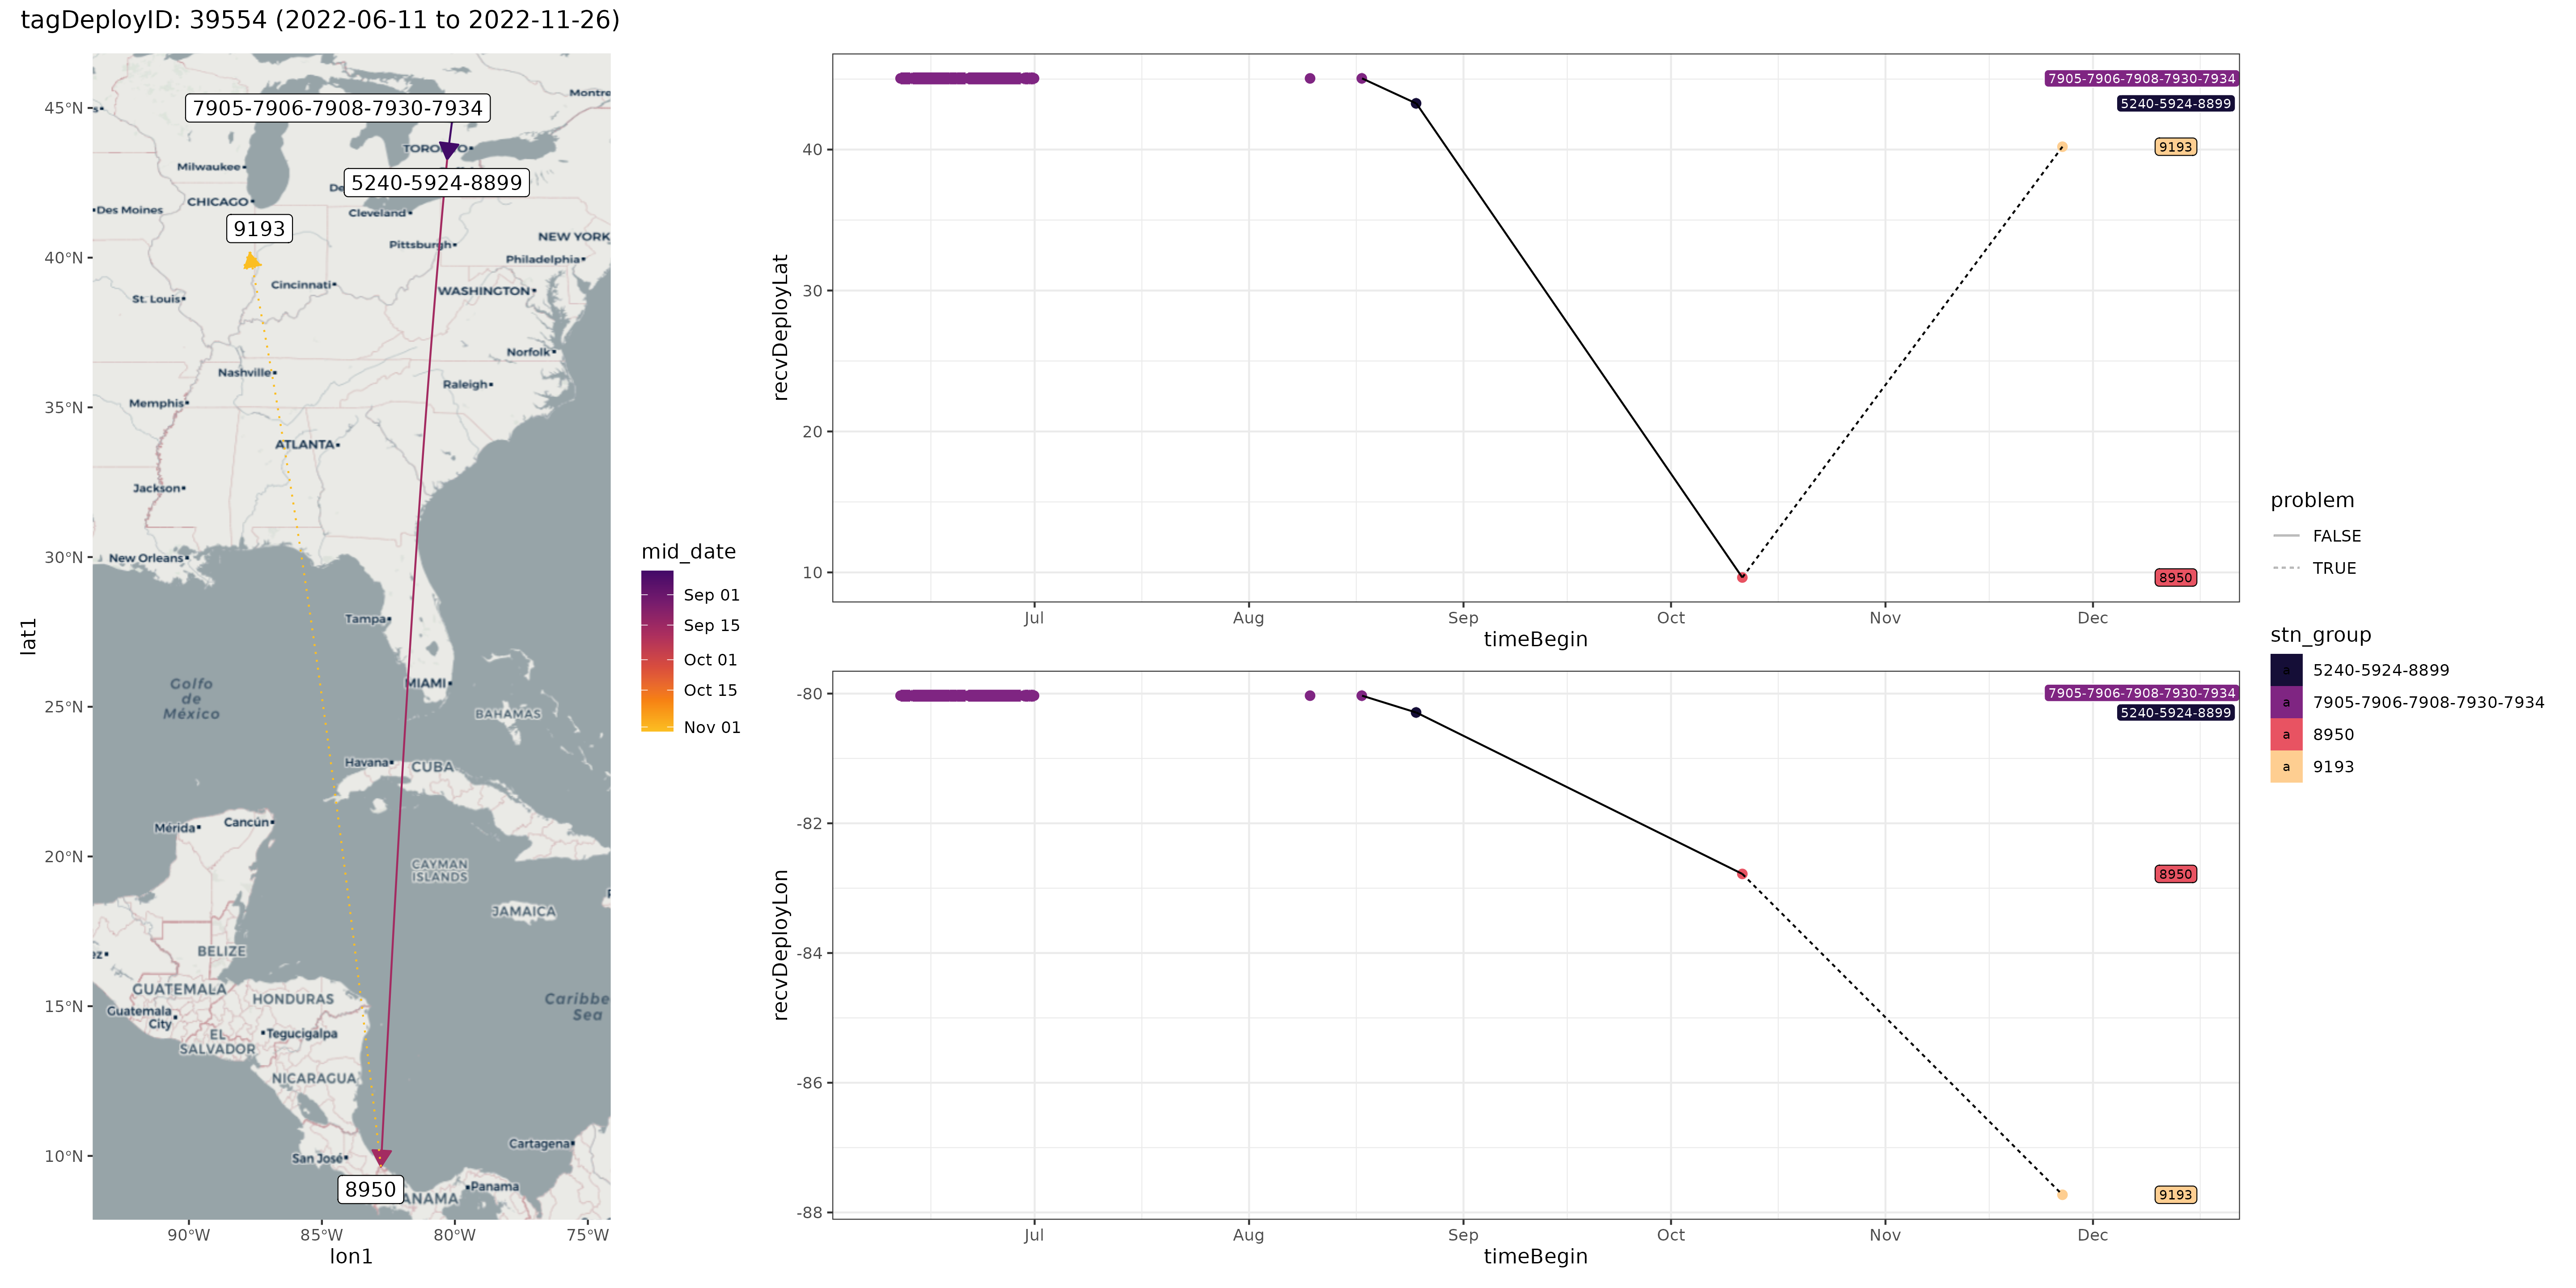 tagDeployID: 39554 (2022-06-11 to 2022-11-26)
45°N
40°N
35°N
30°N
25°N
20°N
15°N
10°N
lat1
90°W
85°W
80°W
75°W
lon1
Montre
7905-7906-7908-7930-7934
TORO O
Milwaukee
De
5240-5924-8899
CHICAGO
Des Moines
Cleveland
9193
NEW YORK
Pittsburgh
Philadelphia
Cincinnati
WASHINGTON
St. Louis
Norfolk
Nashville
Raleigh
Memphis
ATLANTA
Jackson
New Orleans
Tampa
MIAMI
Golfo
de
México
BAHAMAS
Havana
CUBA
Mérida
Cancún
CAYMAN
ISLANDS
JAMAICA
BELIZE
ez
GUATEMALA
HONDURAS
Guatemala
City
Caribbe
Sea
EL
SALVADOR
Tegucigalpa
NICARAGUA
Cartagena
San José
8950
ANAMA
Panama
mid_date
Sep 01
Sep 15
Oct 01
Oct 15
Nov 01
recvDeployLat
40
30
20
10
7905-7906-7908-7930-7934
5240-5924-8899
9193
8950
Jul
Aug
Sep
Oct
Nov
Dec
timeBegin
recvDeployLon
-80
-82
-84
-86
-88
7905-7906-7908-7930-7934
5240-5924-8899
8950
9193
Jul
Aug
Sep
Oct
Nov
Dec
timeBegin
problem
FALSE
TRUE
stn_group
a 5240-5924-8899
a 7905-7906-7908-7930-7934
a 8950
a 9193